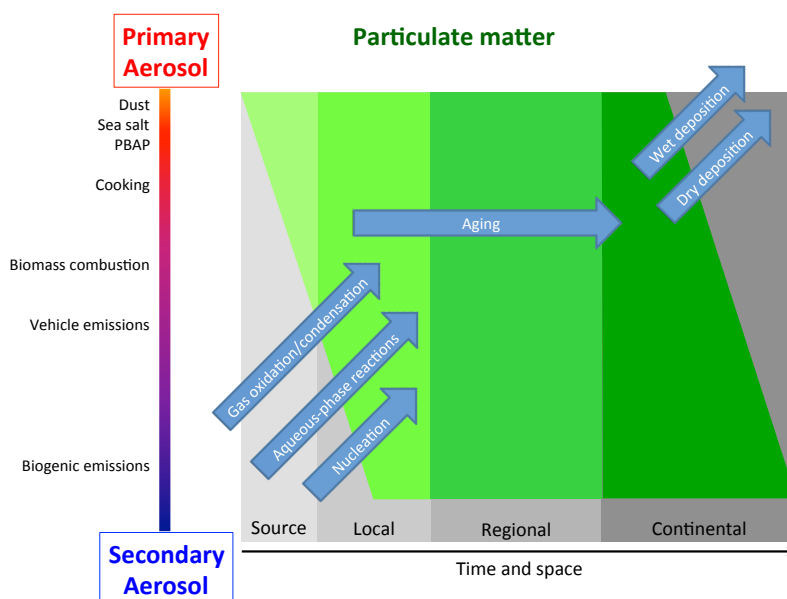 Primary
Aerosol
Particulate matter
Dust
Sea salt
PBAP
Cooking
Biomass combustion
Vehicle emissions
Biogenic emissions
Secondary
Aerosol
Wet deposition
Dry deposition
Aging
Gas oxidation/condensation
Aqueous-phase reactions
Nucleation
Source
Local
Regional
Continental
Time and space